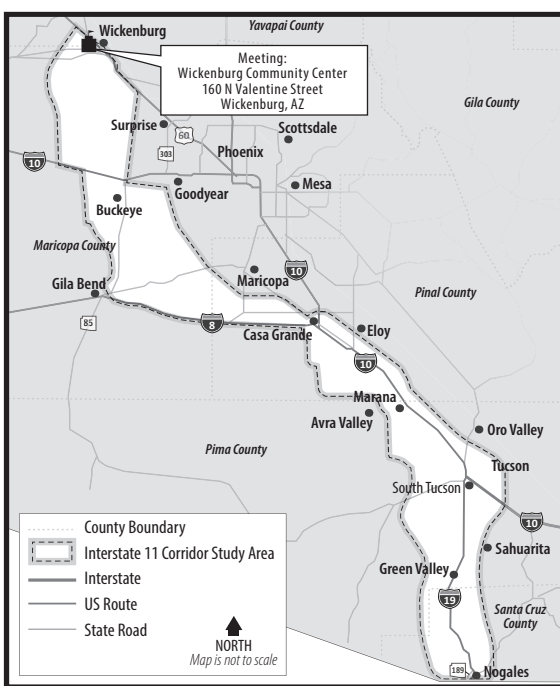 Yavapai County
Wickenburg
Meeting:
Wickenburg Community Center
160 N Valentine Street
Wickenburg, AZ
Gila County
Surprise
60
Scottsdale
303
Phoenix
10
Goodyear
Mesa
Buckeye
Maricopa County
10
Maricopa
Gila Bend
Pinal County
85
8
Casa Grande
Eloy
10
Marana
Avra Valley
Oro Valley
Pima County
Tucson
South Tucson
10
Sahuarita
Green Valley
19
Santa Cruz
County
189
Nogales
County Boundary
Interstate 11 Corridor Study Area
Interstate
US Route
State Road
NORTH
Map is not to scale